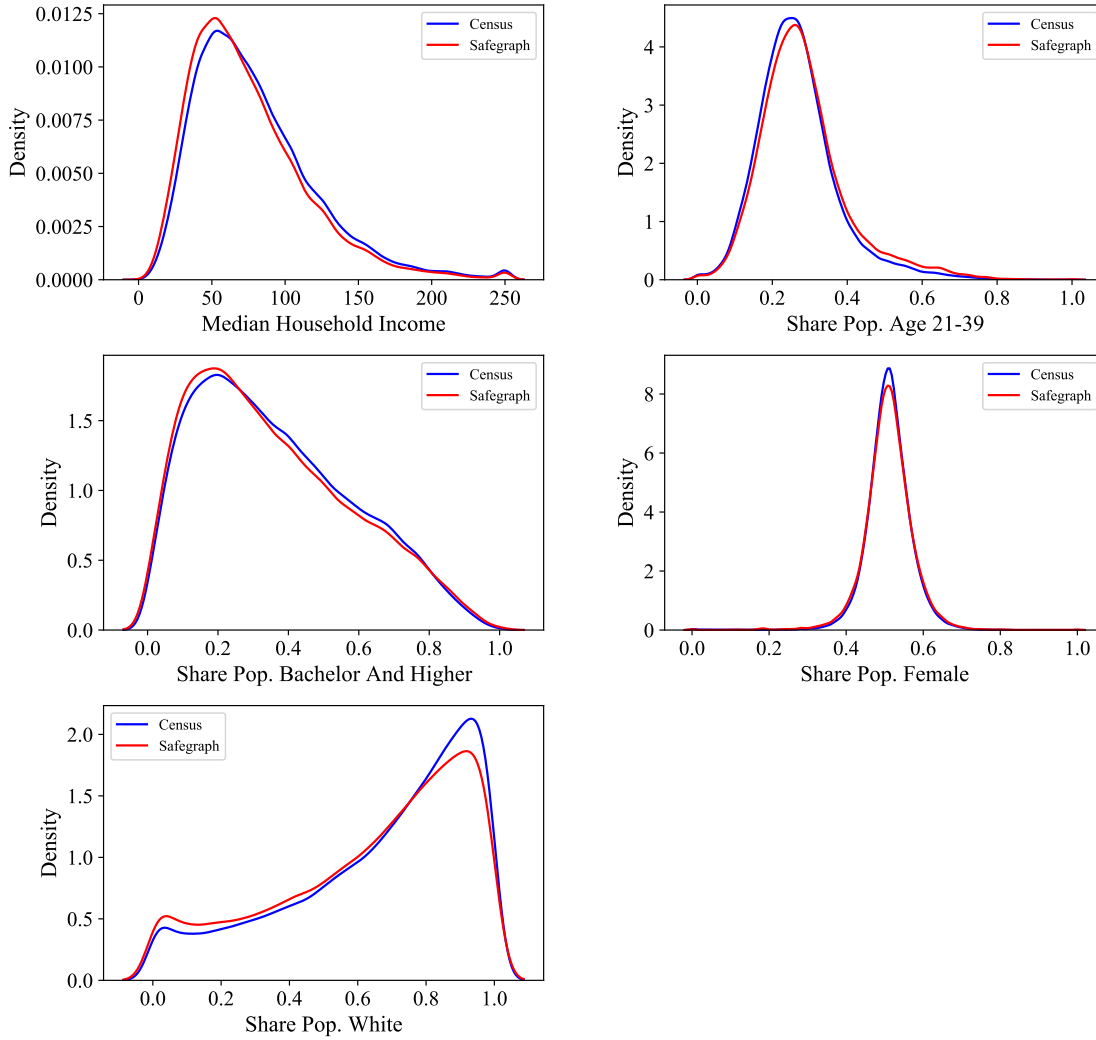 0.0125
0.0100
0.0075
0.0050
0.0025
0.0000
Density
0 50 100 150 200 250
Median Household Income
Census
Safegraph
4
3
2
1
0
Density
0.0 0.2 0.4 0.6 0.8 1.0
Share Pop. Age 21-39
Census
Safegraph
1.5
1.0
0.5
0.0
Density
0.0 0.2 0.4 0.6 0.8 1.0
Share Pop. Bachelor And Higher
Census
Safegraph
8
6
4
2
0
Density
0.0 0.2 0.4 0.6 0.8 1.0
Share Pop. Female
Census
Safegraph
2.0
1.5
1.0
0.5
0.0
Density
0.0 0.2 0.4 0.6 0.8 1.0
Share Pop. White
Census
Safegraph